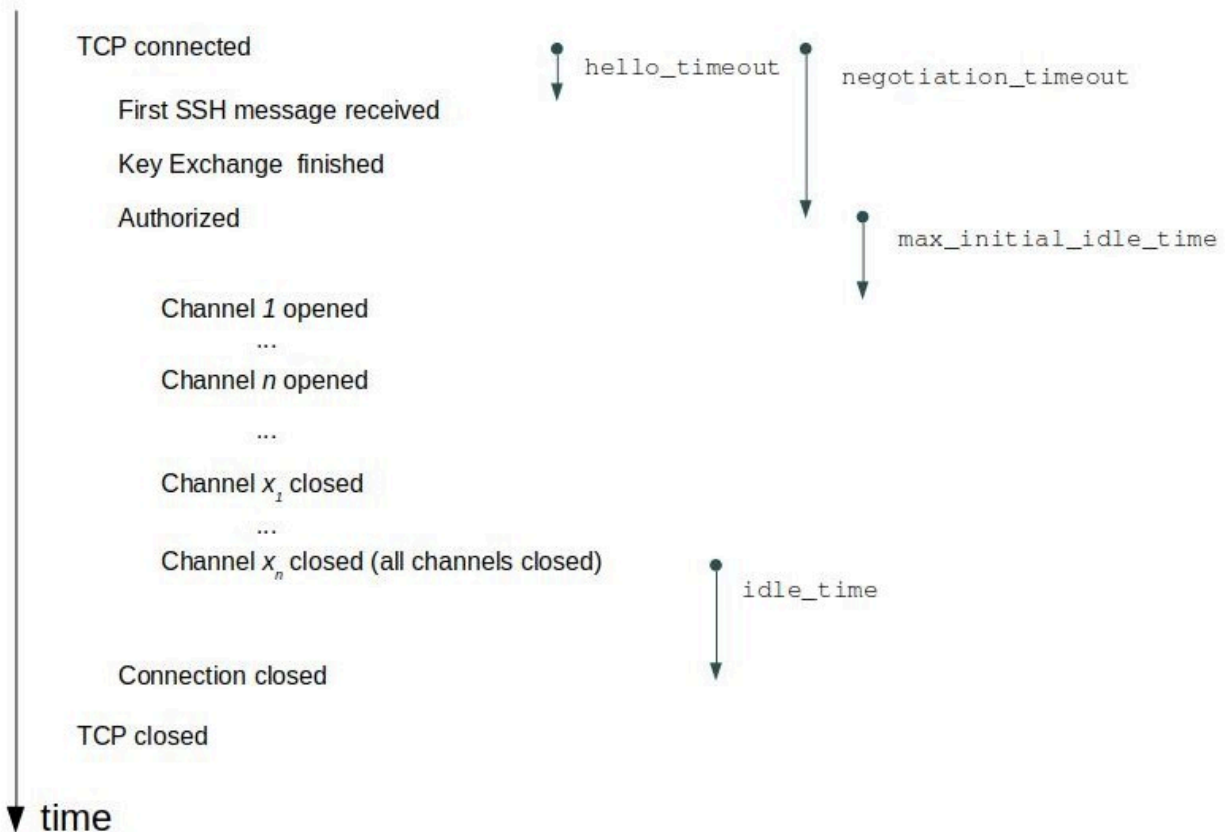 TCP connected
hello_timeout
negotiation_timeout
First SSH message received
Key Exchange finished
Authorized
max_initial_idle_time
Channel 1 opened
...
Channel n opened
...
Channel x₁ closed
...
Channel xₙ closed (all channels closed)
idle_time
Connection closed
TCP closed
time